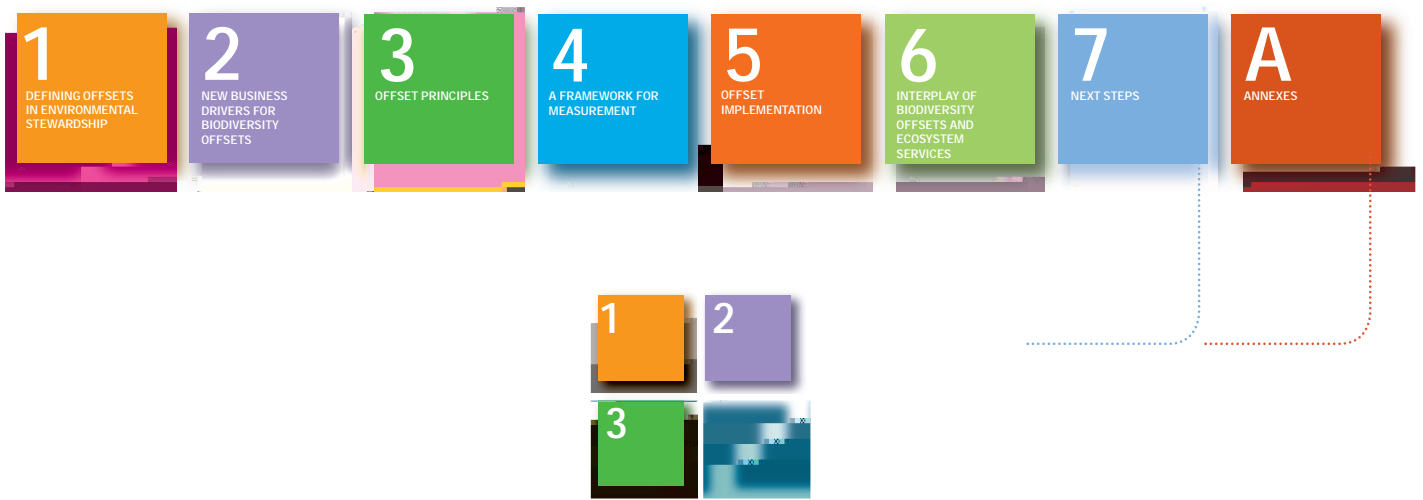 1
DEFINING OFFSETS
IN ENVIRONMENTAL
STEWARDSHIP
2
NEW BUSINESS
DRIVERS FOR
BIODIVERSITY
OFFSETS
3
OFFSET PRINCIPLES
4
A FRAMEWORK FOR
MEASUREMENT
5
OFFSET
IMPLEMENTATION
6
INTERPLAY OF
BIODIVERSITY
OFFSETS AND
ECOSYSTEM
SERVICES
7
NEXT STEPS
A
ANNEXES
1
2
3